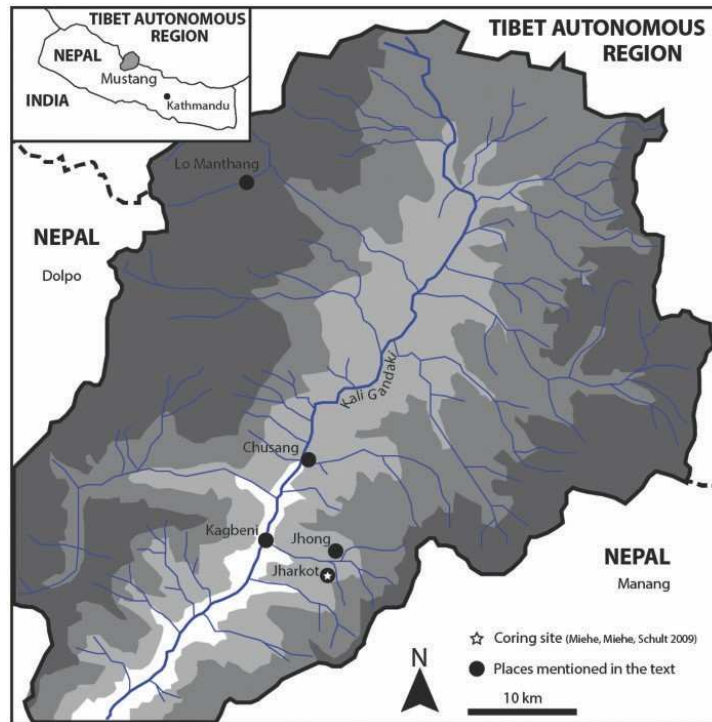 TIBET AUTONOMOUS
REGION
NEPAL
Mustang
Kathmandu
INDIA
TIBET AUTONOMOUS
REGION
Lo Manthang
NEPAL
Dolpo
Kali Gandaki
Chusang
Kagbeni
Jhong
Jharkot
NEPAL
Manang
Coring site (Miehe, Miehe, Schult 2009)
Places mentioned in the text
N
10 km